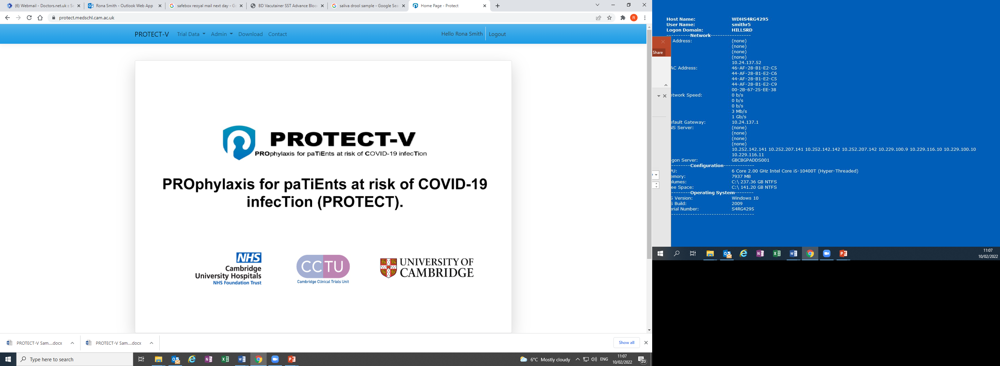 (6) Webmail - Doctors.net.uk :: Se
Rona Smith - Outlook Web App
safebox reoyal mail next day - Go
BD Vacutainer SST Advance Bloo
saliva drool sample - Google Sea
Home Page - Protect
protect.medschl.cam.ac.uk
R
PROTECT-V
Trial Data
Admin
Download
Contact
Hello Rona Smith
Logout
PROTECT-V
PROphylaxis for paTiEnts at risk of COVID-19 infecTion
PROphylaxis for paTiEnts at risk of COVID-19
infecTion (PROTECT).
NHS
Cambridge
University Hospitals
NHS Foundation Trust
CCTU
Cambridge Clinical Trials Unit
UNIVERSITY OF
CAMBRIDGE
PROTECT-V Sam....docx
PROTECT-V Sam....docx
Show all
Type here to search
6°C Mostly cloudy
ENG
11:07
10/02/2022
20
Host Name: WDHS4RG4295
User Name: smithr5
Logon Domain: HILLSRD
----------Network-----------------
Address: (none)
(none)
(none)
(none)
10.24.137.52
AC Address: 46-AF-28-B1-E2-C5
44-AF-28-B1-E2-C6
44-AF-28-B1-E2-C5
44-AF-28-B1-E2-C9
00-2B-67-25-EE-38
etwork Speed: 0 b/s
0 b/s
0 b/s
3 Mb/s
1 Gb/s
efault Gateway: 10.24.137.1
NS Server: (none)
(none)
(none)
(none)
10.252.142.141 10.252.207.141 10.252.142.142 10.252.207.142 10.229.100.9 10.229.116.10 10.229.100.10
10.229.116.11
gon Server: GBCBGPADDS001
--------Configuration-------------
PU: 6 Core 2.00 GHz Intel Core i5-10400T (Hyper-Threaded)
emory: 7937 MB
olumes: C:\ 237.36 GB NTFS
ee Space: C:\ 141.20 GB NTFS
--------Operating System--------
S Version: Windows 10
S Build: 2009
erial Number: S4RG4295
-----------------------------------
Share
11:07
10/02/2022